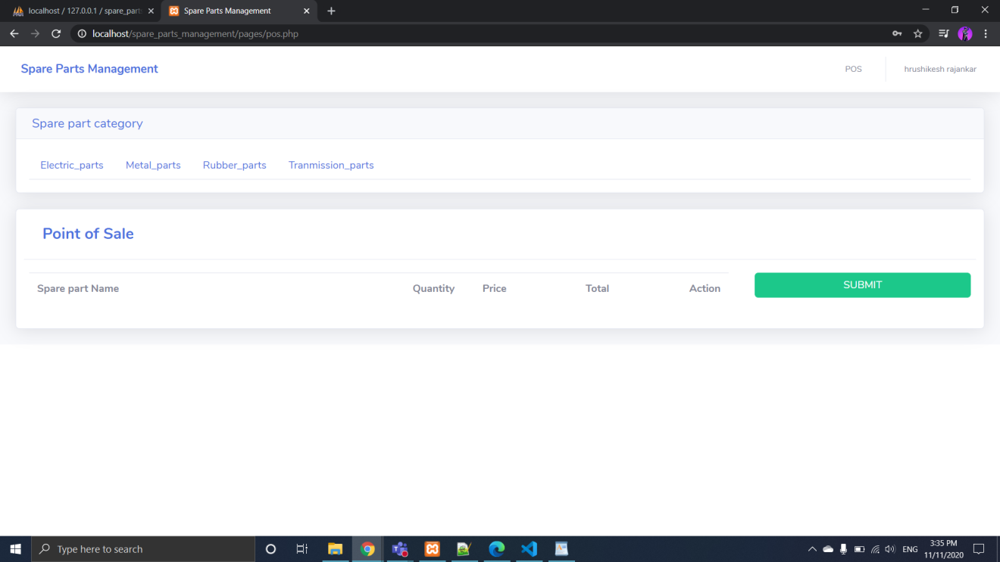 localhost / 127.0.0.1 / spare_part
Spare Parts Management
localhost/spare_parts_management/pages/pos.php
Spare Parts Management
POS
hrushikesh rajankar
Spare part category
Electric_parts Metal_parts Rubber_parts Tranmission_parts
Point of Sale
Spare part Name Quantity Price Total Action
SUBMIT
Type here to search
ENG
3:35 PM
11/11/2020